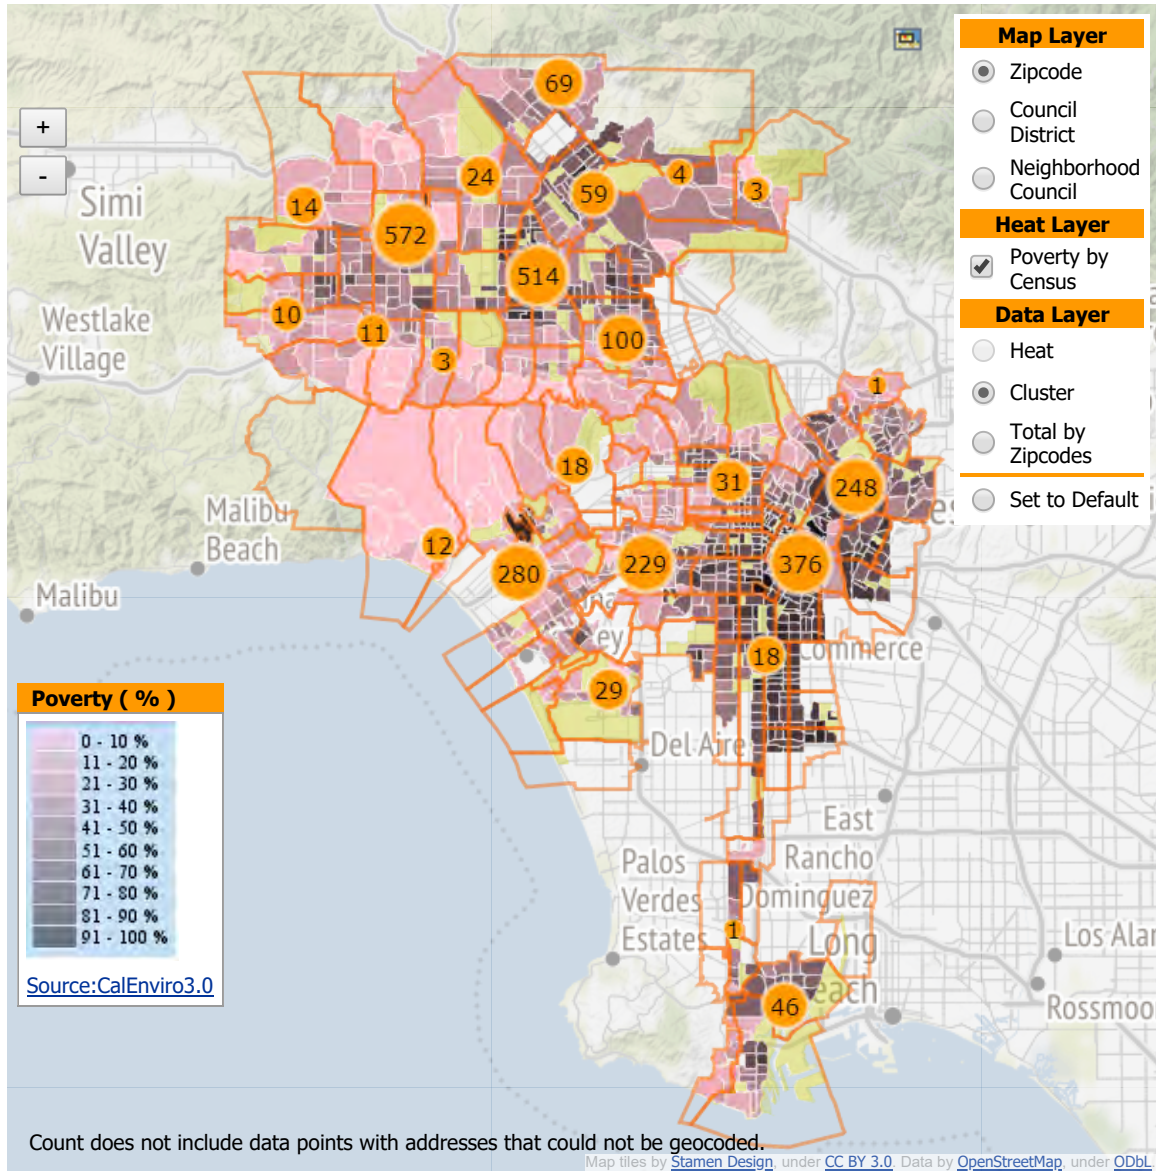 Map Layer
Zipcode
Council
District
Neighborhood
Council
Heat Layer
Poverty by
Census
Data Layer
Heat
Cluster
Total by
Zipcodes
Set to Default
+
-
69
24
4
59
3
14
572
514
10
11
3
100
1
18
31
248
12
280
229
376
18
29
1
46
Simi
Valley
Westlake
Village
Malibu
Beach
Malibu
ey
Commerce
Del Aire
East
Rancho
Dominguez
Palos
Verdes
Estates
Long
each
Los Alar
Rossmoo
Poverty ( % )
0 - 10 %
11 - 20 %
21 - 30 %
31 - 40 %
41 - 50 %
51 - 60 %
61 - 70 %
71 - 80 %
81 - 90 %
91 - 100 %
Source:CalEnviro3.0
Count does not include data points with addresses that could not be geocoded.
Map tiles by Stamen Design, under CC BY 3.0. Data by OpenStreetMap, under ODbL